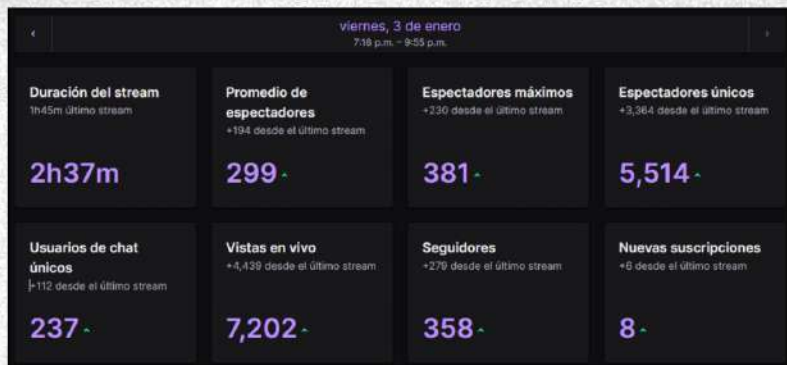 viernes, 3 de enero
7:18 p.m. – 9:55 p.m.
Duración del stream
1h45m último stream
2h37m
Promedio de
espectadores
+194 desde el último stream
299
Espectadores máximos
+230 desde el último stream
381
Espectadores únicos
+3,364 desde el último stream
5,514
Usuarios de chat
únicos
+112 desde el último stream
237
Vistas en vivo
+4,439 desde el último stream
7,202
Seguidores
+279 desde el último stream
358
Nuevas suscripciones
+6 desde el último stream
8